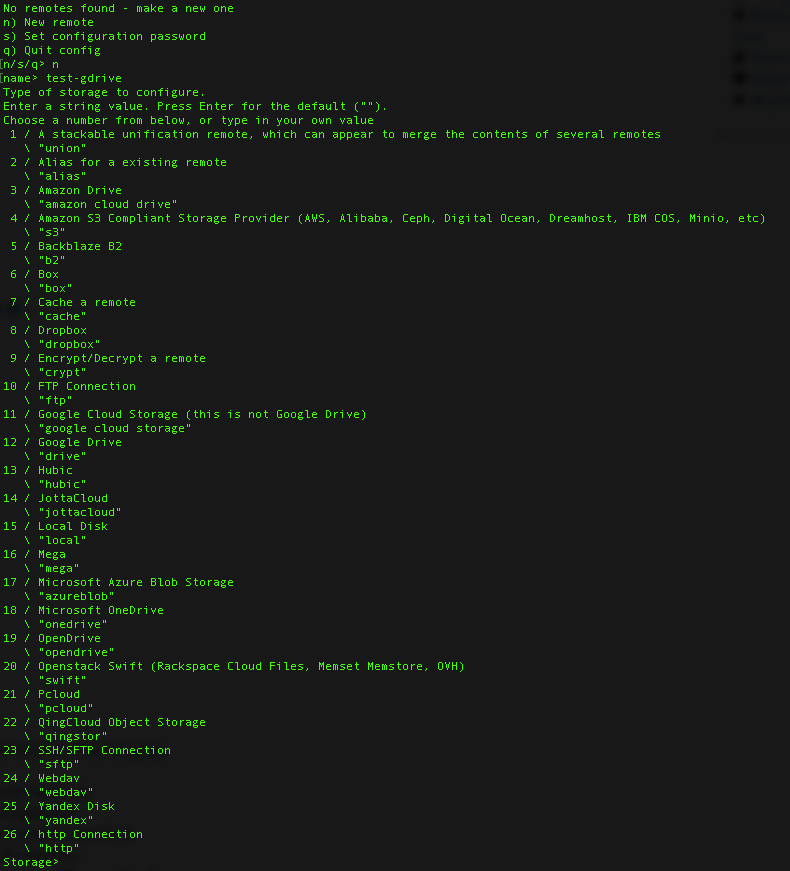 No remotes found - make a new one
n) New remote
s) Set configuration password
q) Quit config
[n/s/q> n
[name> test-gdrive
Type of storage to configure.
Enter a string value. Press Enter for the default ("").
Choose a number from below, or type in your own value
 1 / A stackable unification remote, which can appear to merge the contents of several remotes
   \ "union"
 2 / Alias for a existing remote
   \ "alias"
 3 / Amazon Drive
   \ "amazon cloud drive"
 4 / Amazon S3 Compliant Storage Provider (AWS, Alibaba, Ceph, Digital Ocean, Dreamhost, IBM COS, Minio, etc)
   \ "s3"
 5 / Backblaze B2
   \ "b2"
 6 / Box
   \ "box"
 7 / Cache a remote
   \ "cache"
 8 / Dropbox
   \ "dropbox"
 9 / Encrypt/Decrypt a remote
   \ "crypt"
10 / FTP Connection
   \ "ftp"
11 / Google Cloud Storage (this is not Google Drive)
   \ "google cloud storage"
12 / Google Drive
   \ "drive"
13 / Hubic
   \ "hubic"
14 / JottaCloud
   \ "jottacloud"
15 / Local Disk
   \ "local"
16 / Mega
   \ "mega"
17 / Microsoft Azure Blob Storage
   \ "azureblob"
18 / Microsoft OneDrive
   \ "onedrive"
19 / OpenDrive
   \ "opendrive"
20 / Openstack Swift (Rackspace Cloud Files, Memset Memstore, OVH)
   \ "swift"
21 / Pcloud
   \ "pcloud"
22 / QingCloud Object Storage
   \ "qingstor"
23 / SSH/SFTP Connection
   \ "sftp"
24 / Webdav
   \ "webdav"
25 / Yandex Disk
   \ "yandex"
26 / http Connection
   \ "http"
Storage>